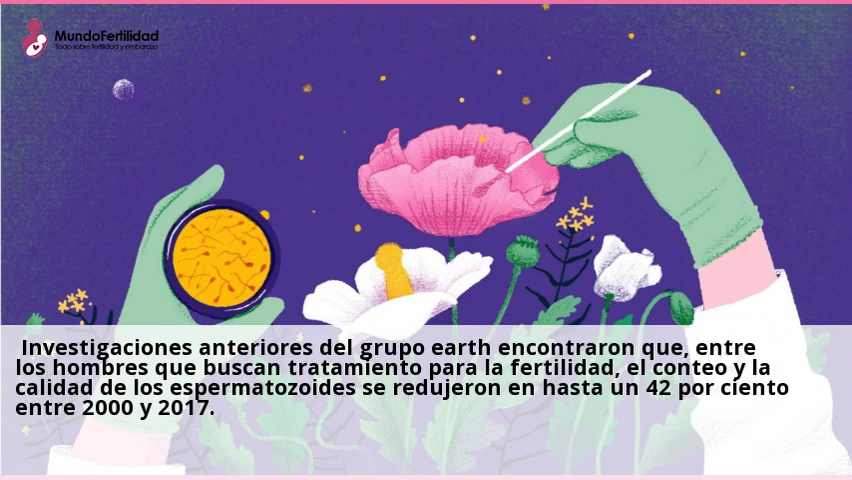 MundoFertilidad
Todo sobre fertilidad y embarazo
Investigaciones anteriores del grupo earth encontraron que, entre
los hombres que buscan tratamiento para la fertilidad, el conteo y la
calidad de los espermatozoides se redujeron en hasta un 42 por ciento
entre 2000 y 2017.